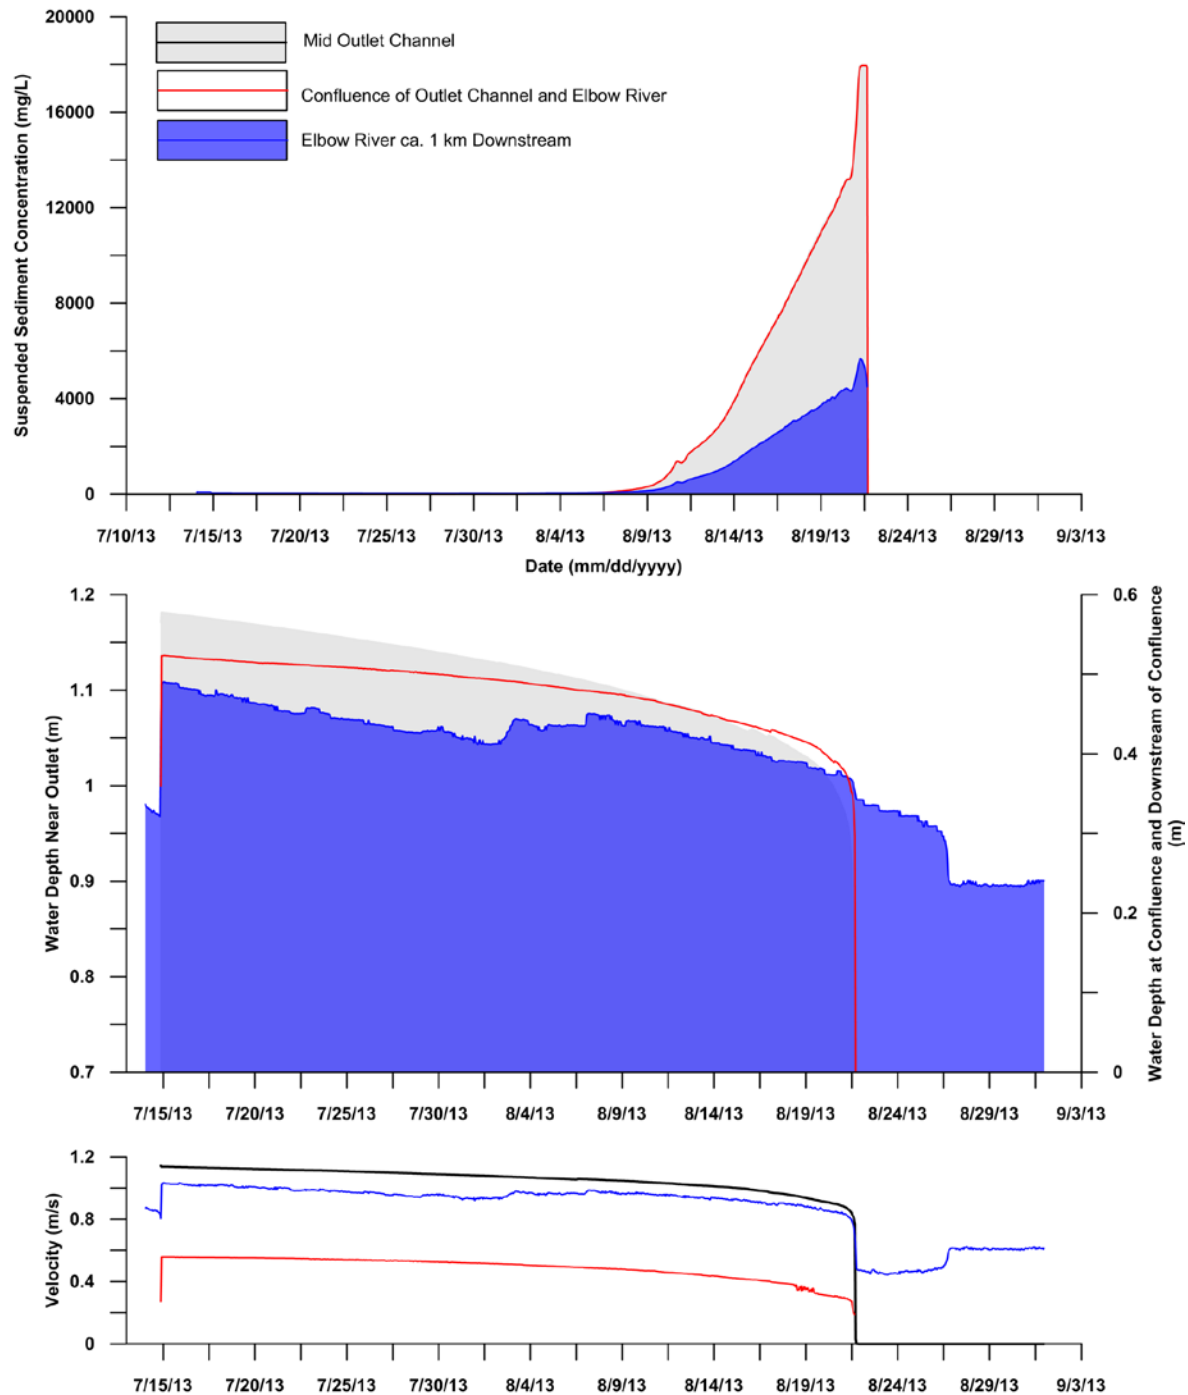 20000
16000
12000
8000
4000
0
Suspended Sediment Concentration (mg/L)
Mid Outlet Channel
Confluence of Outlet Channel and Elbow River
Elbow River ca. 1 km Downstream
7/10/13 7/15/13 7/20/13 7/25/13 7/30/13 8/4/13 8/9/13 8/14/13 8/19/13 8/24/13 8/29/13 9/3/13
Date (mm/dd/yyyy)
1.2
1.1
1
0.9
0.8
0.7
Water Depth Near Outlet (m)
0.6
0.4
0.2
0
Water Depth at Confluence and Downstream of Confluence
(m)
7/15/13 7/20/13 7/25/13 7/30/13 8/4/13 8/9/13 8/14/13 8/19/13 8/24/13 8/29/13 9/3/13
1.2
0.8
0.4
0
Velocity (m/s)
7/15/13 7/20/13 7/25/13 7/30/13 8/4/13 8/9/13 8/14/13 8/19/13 8/24/13 8/29/13 9/3/13